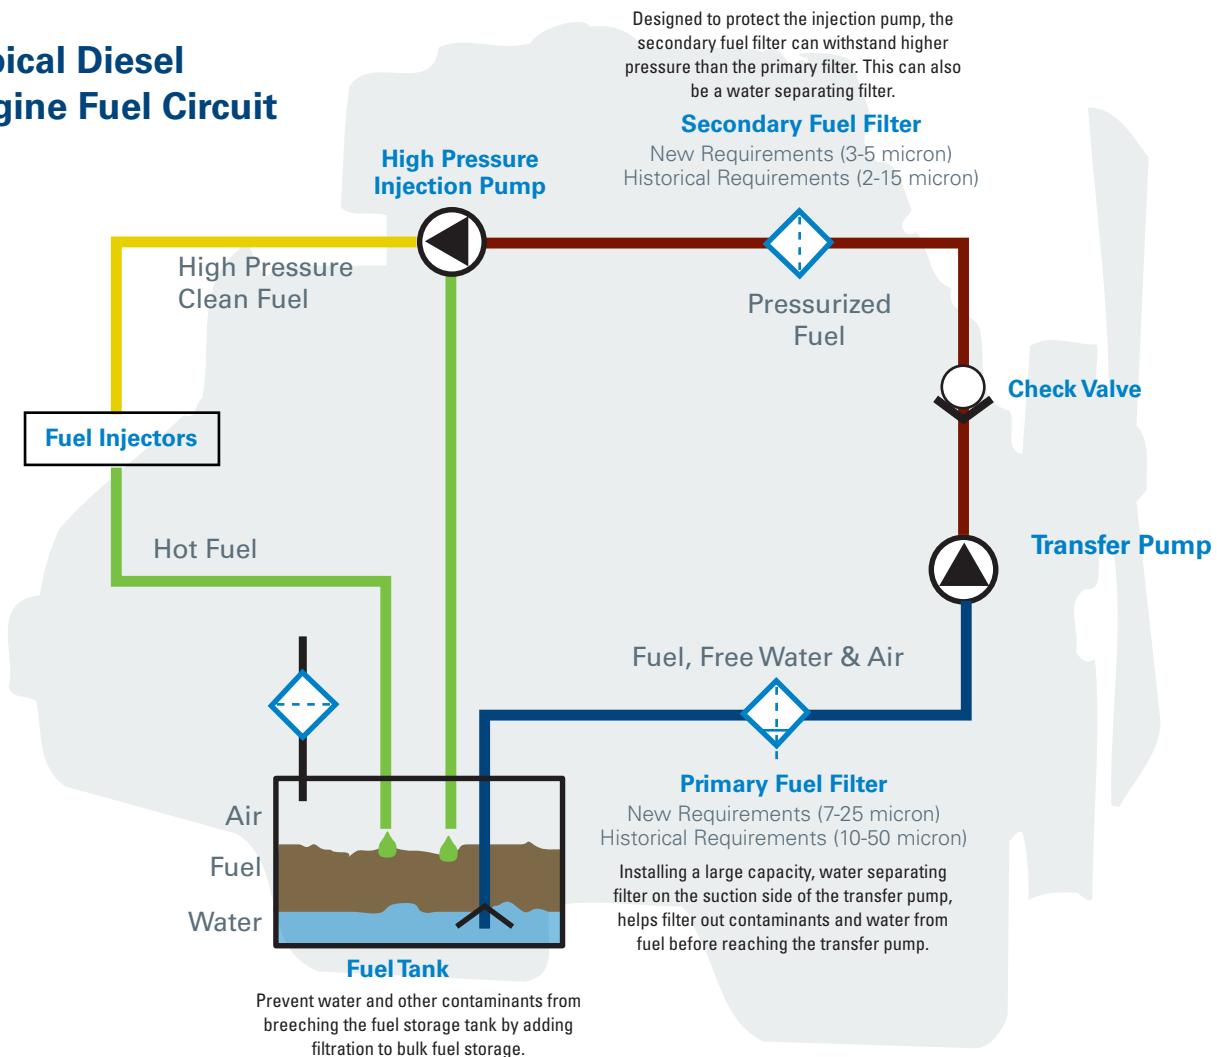 pical Diesel
gine Fuel Circuit
Designed to protect the injection pump, the
secondary fuel filter can withstand higher
pressure than the primary filter. This can also
be a water separating filter.
Secondary Fuel Filter
New Requirements (3-5 micron)
Historical Requirements (2-15 micron)
High Pressure
Injection Pump
High Pressure
Clean Fuel
Pressurized
Fuel
Check Valve
Fuel Injectors
Hot Fuel
Transfer Pump
Fuel, Free Water & Air
Primary Fuel Filter
New Requirements (7-25 micron)
Historical Requirements (10-50 micron)
Installing a large capacity, water separating
filter on the suction side of the transfer pump,
helps filter out contaminants and water from
fuel before reaching the transfer pump.
Air
Fuel
Water
Fuel Tank
Prevent water and other contaminants from
breeching the fuel storage tank by adding
filtration to bulk fuel storage.